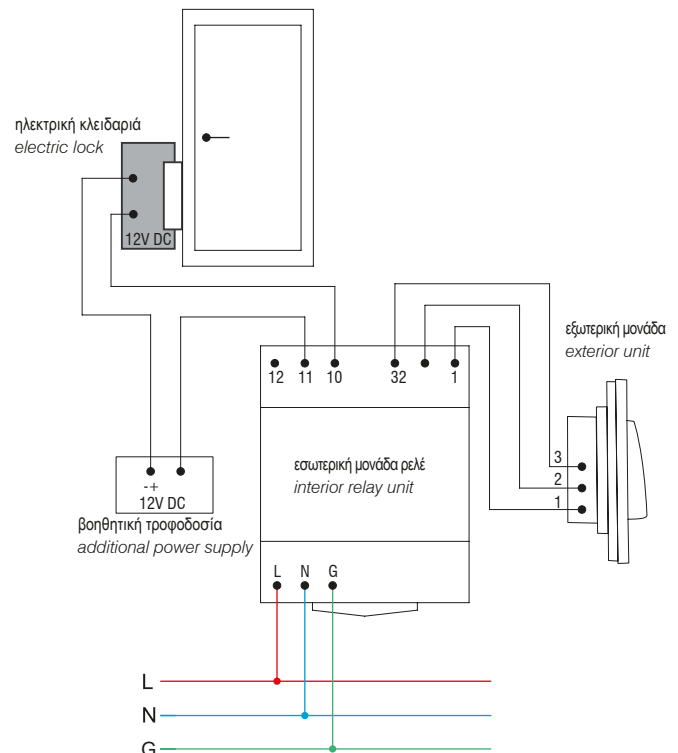 ηλεκτρική κλειδαριά
electric lock
12V DC
εξωτερική μονάδα
exterior unit
12 11 10 32 1
3
2
1
εσωτερική μονάδα ρελέ
interior relay unit
-+
12V DC
βοηθητική τροφοδοσία
additional power supply
L N G
L
N
G